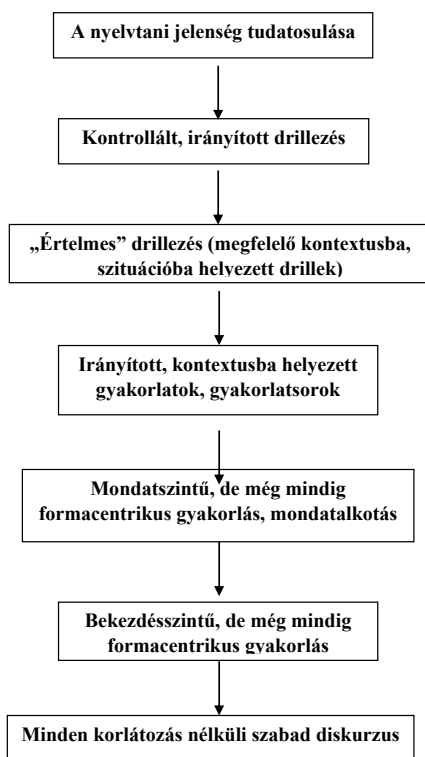 A nyelvtani jelenség tudatosulása
Kontrollált, irányított drillezés
„Értelmes” drillezés (megfelelő kontextusba,
szituációba helyezett drillek)
Irányított, kontextusba helyezett
gyakorlatok, gyakorlatsorok
Mondatszintű, de még mindig
formacentrikus gyakorlás, mondatalkotás
Bekezdésszintű, de még mindig
formacentrikus gyakorlás
Minden korlátozás nélküli szabad diskurzus